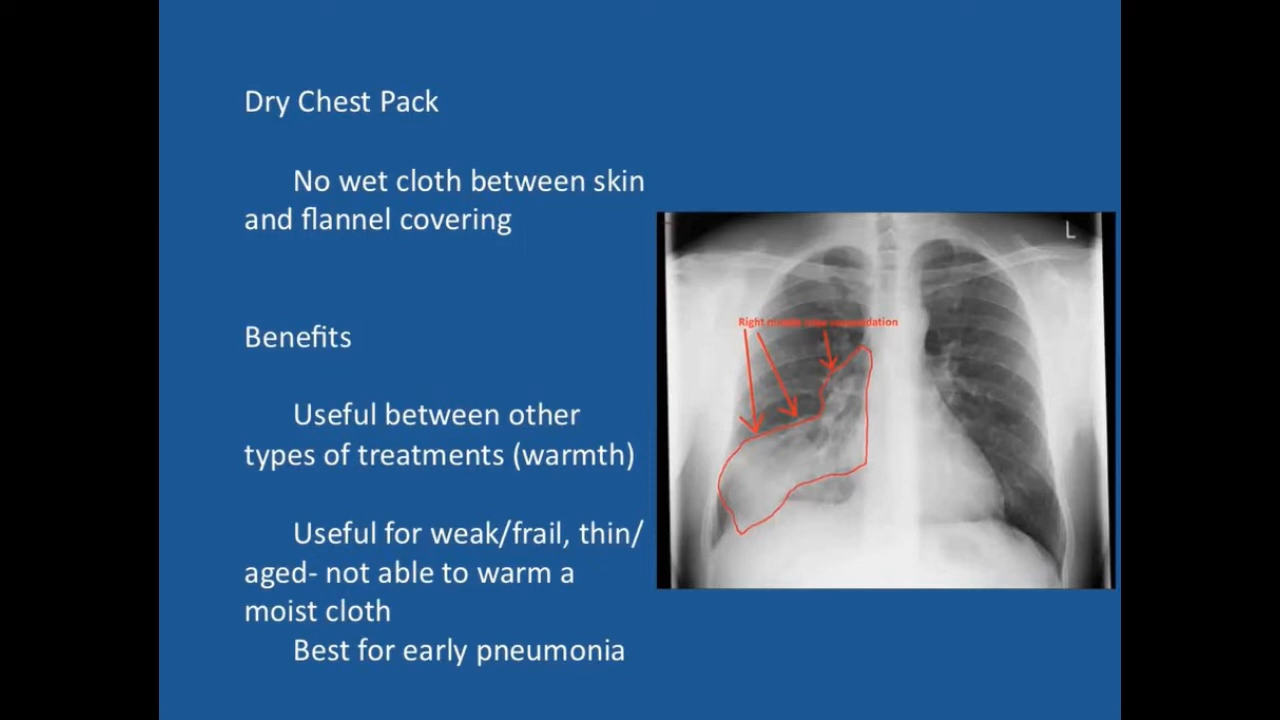 Dry Chest Pack
No wet cloth between skin
and flannel covering
Benefits
Useful between other
types of treatments (warmth)
Useful for weak/frail, thin/
aged- not able to warm a
moist cloth
Best for early pneumonia
L
Right